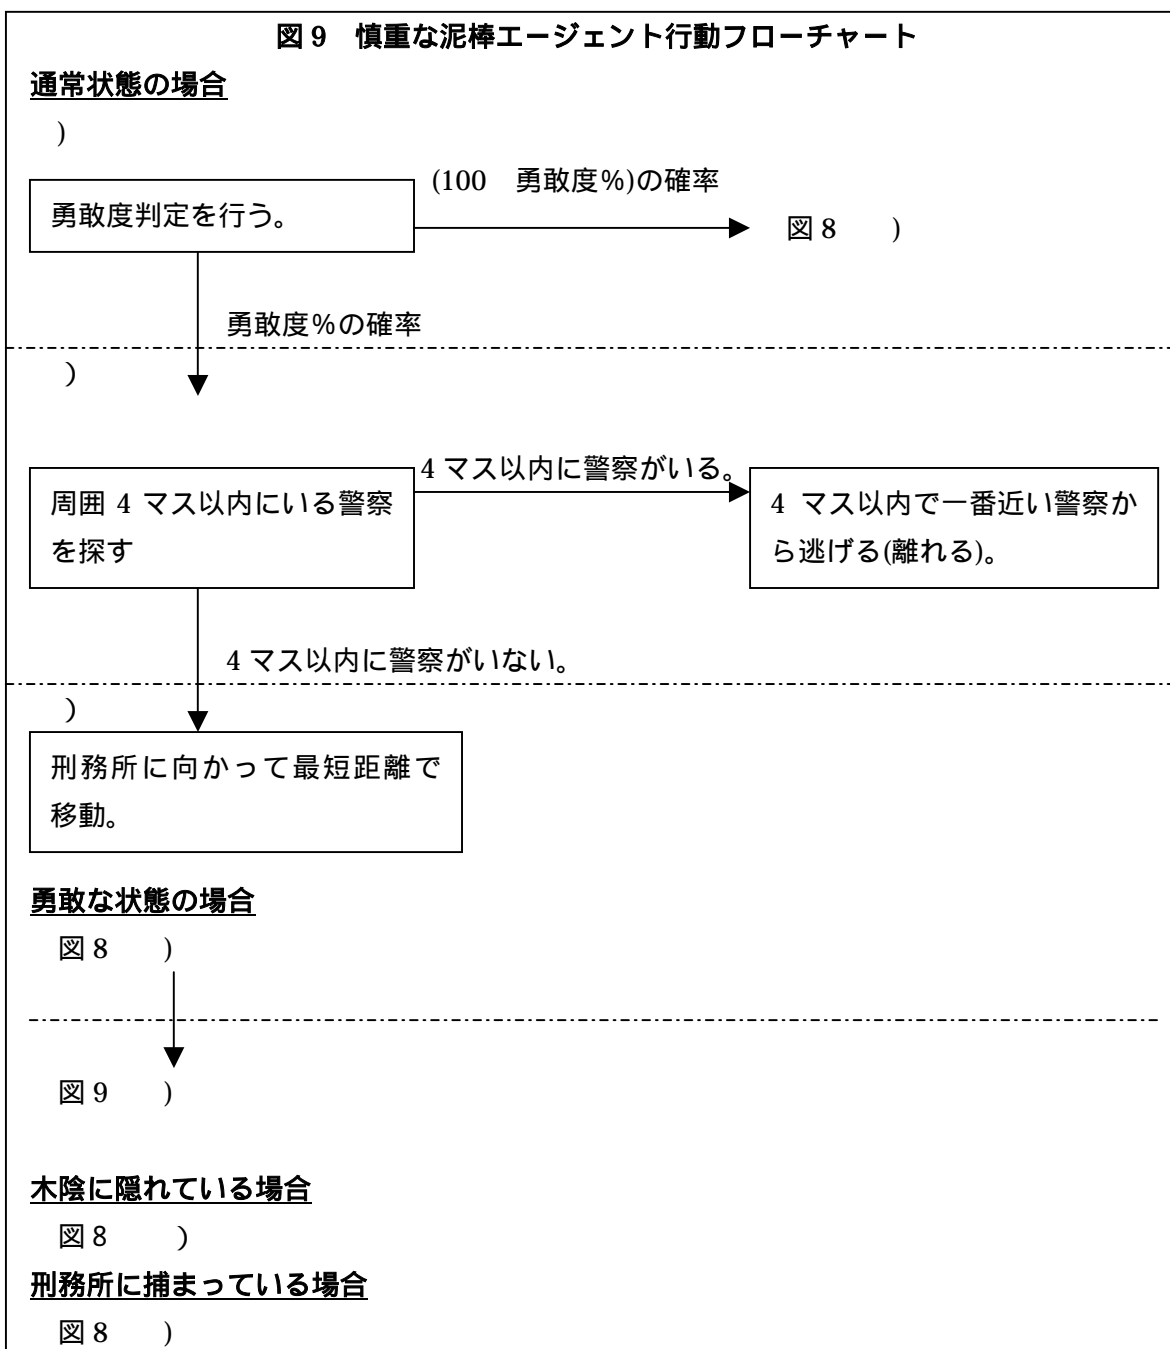 図 9　慎重な泥棒エージェント行動フローチャート
通常状態の場合
)
(100　勇敢度%)の確率
勇敢度判定を行う。
図 8　　)
勇敢度%の確率
)
4 マス以内に警察がいる。
周囲 4 マス以内にいる警察
を探す
4 マス以内で一番近い警察か
ら逃げる(離れる)。
4 マス以内に警察がいない。
)
刑務所に向かって最短距離で
移動。
勇敢な状態の場合
図 8　　)
図 9　　)
木陰に隠れている場合
図 8　　)
刑務所に捕まっている場合
図 8　　)